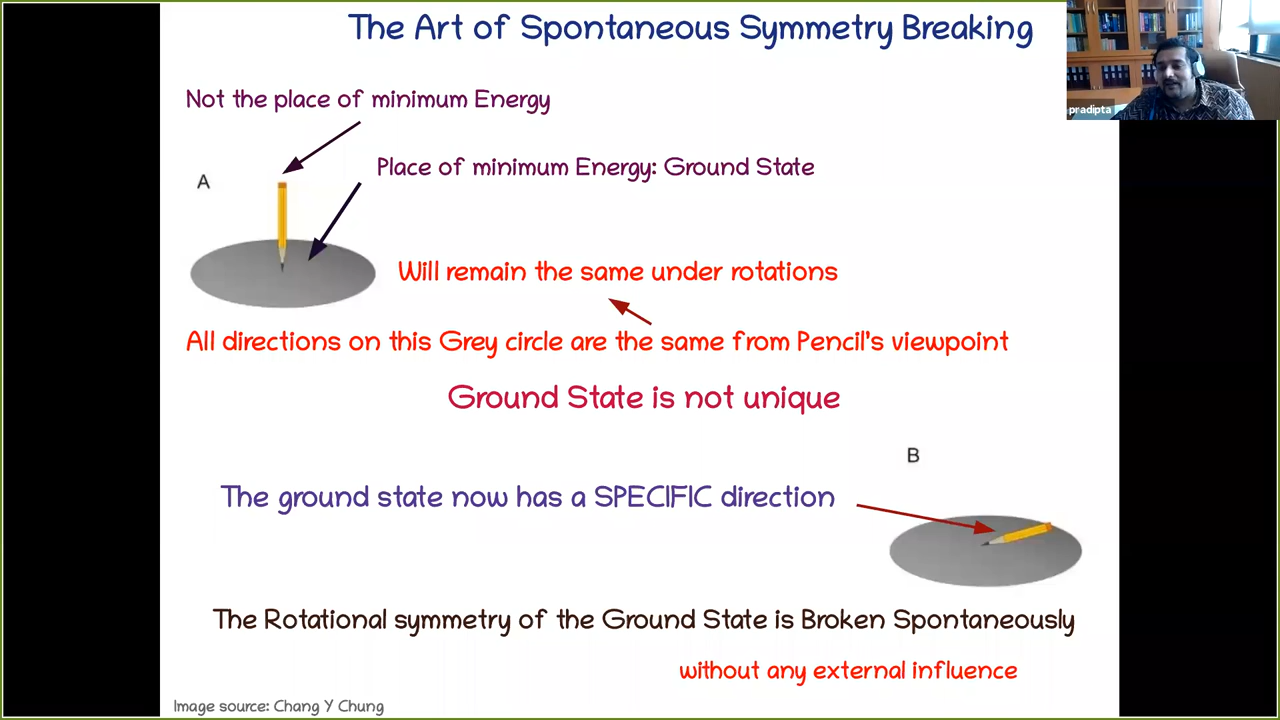 The Art of Spontaneous Symmetry Breaking
pradipta
Not the place of minimum Energy
Place of minimum Energy: Ground State
A
Will remain the same under rotations
All directions on this Grey circle are the same from Pencil's viewpoint
Ground State is not unique
B
The ground state now has a SPECIFIC direction
The Rotational symmetry of the Ground State is Broken Spontaneously
without any external influence
Image source: Chang Y Chung